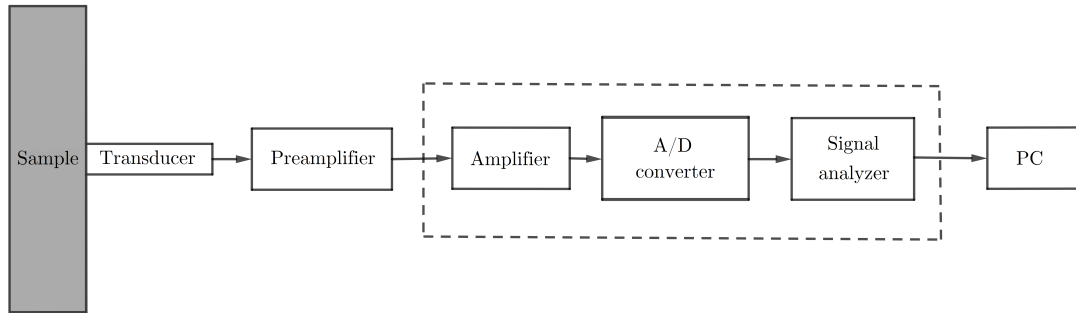 Sample
Transducer
Preamplifier
Amplifier
A/D
converter
Signal
analyzer
PC